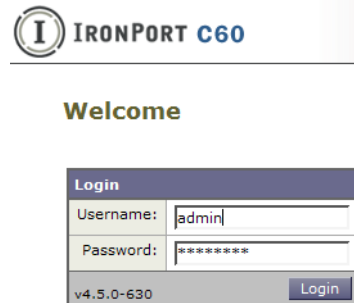 I IRONPORT C60
Welcome
Login
Username: admin
Password: ********
v4.5.0-630 Login